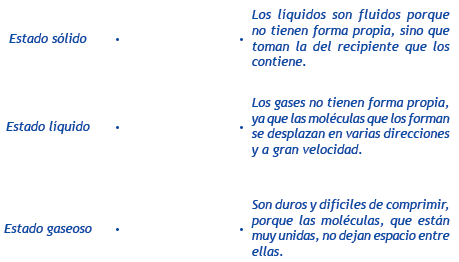 Estado sólido
Los líquidos son fluidos porque
no tienen forma propia, sino que
toman la del recipiente que los
contiene.
Estado líquido
Los gases no tienen forma propia,
ya que las moléculas que los forman
se desplazan en varias direcciones
y a gran velocidad.
Estado gaseoso
Son duros y difíciles de comprimir,
porque las moléculas, que están
muy unidas, no dejan espacio entre
ellas.